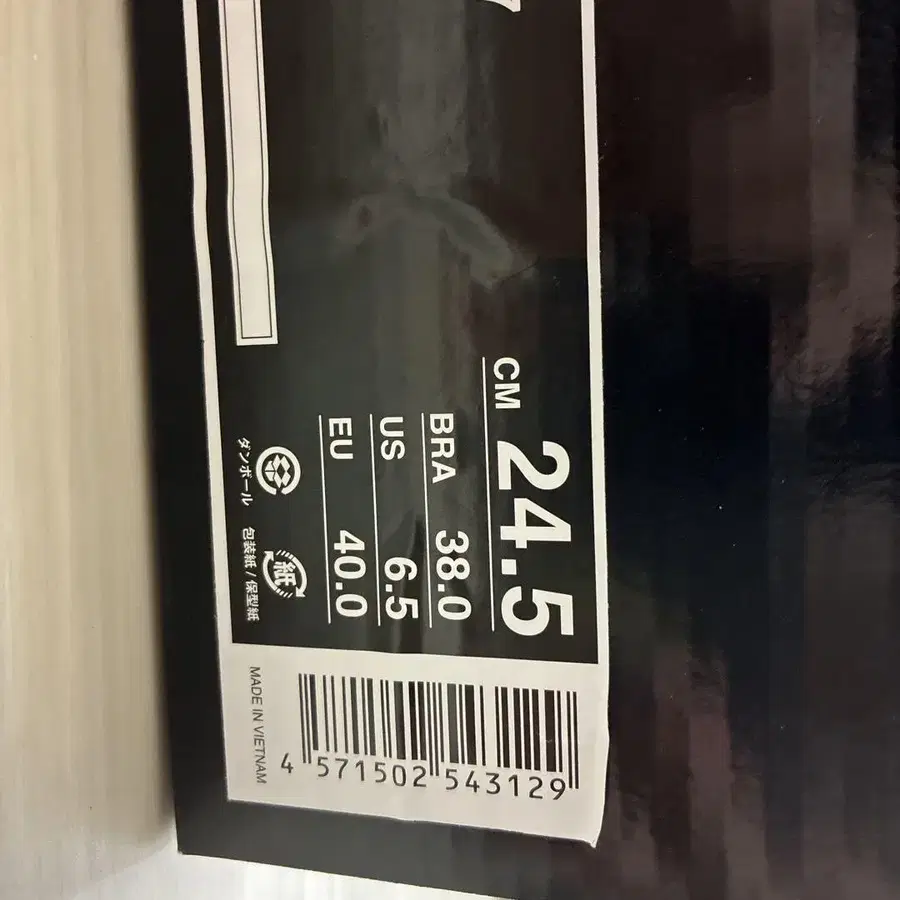 CM 24.5
BRA 38.0
US 6.5
EU 40.0
ダンボール
紙
包装紙 / 保型紙
MADE IN VIETNAM
4 571502 543129